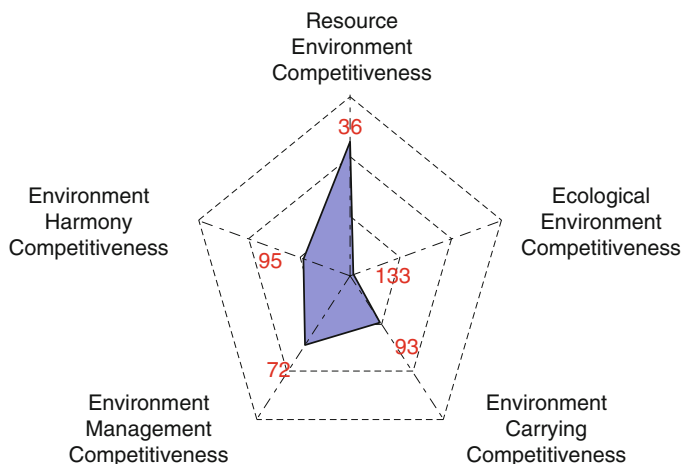 Resource
Environment
Competitiveness
36
Environment
Harmony
Competitiveness
Ecological
Environment
Competitiveness
95
133
93
72
Environment
Management
Competitiveness
Environment
Carrying
Competitiveness